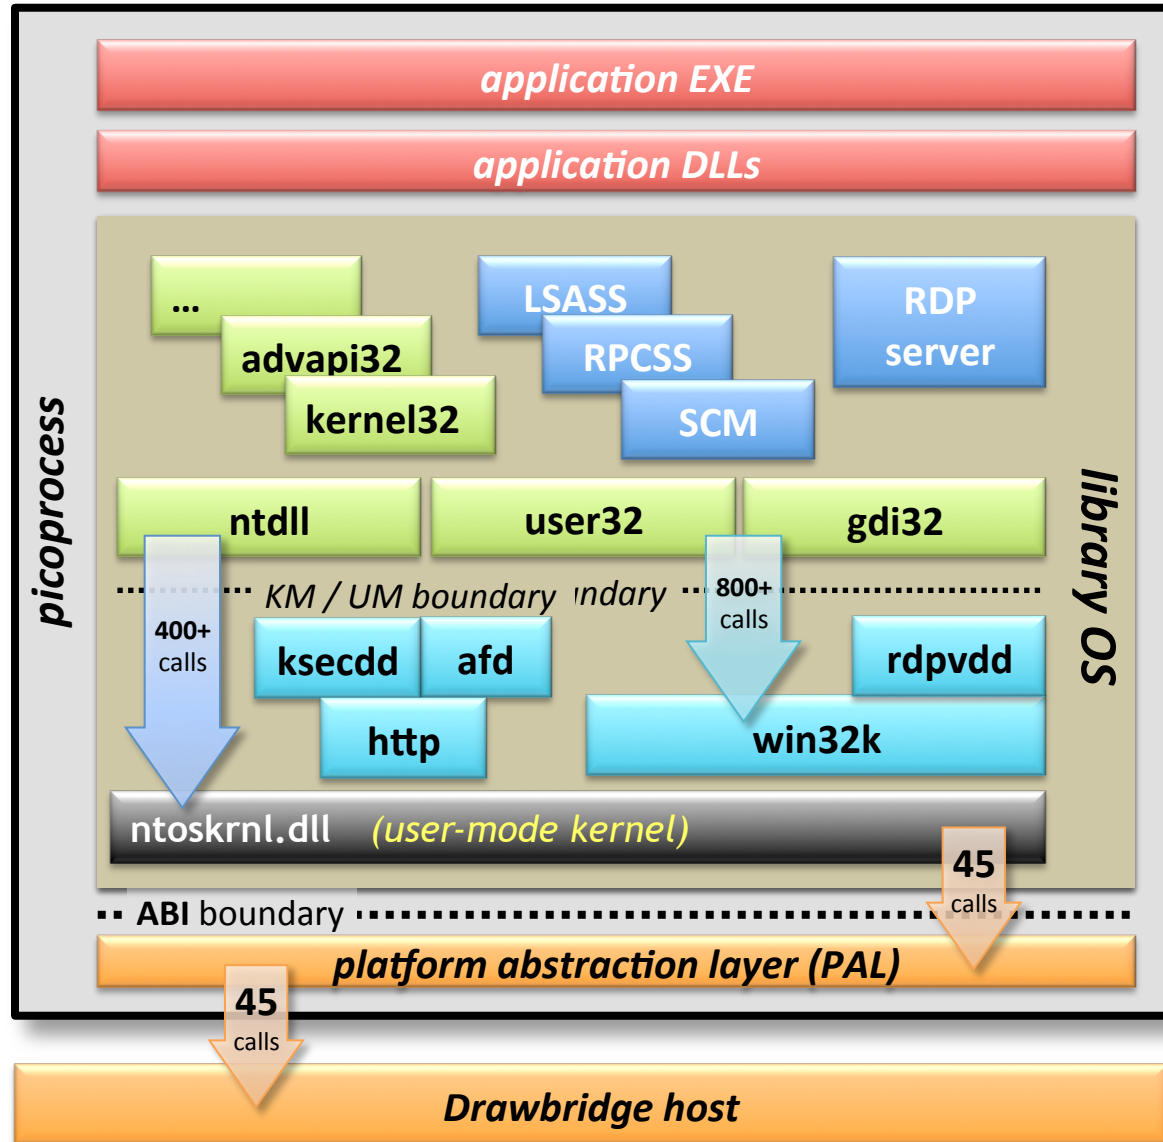 application EXE
application DLLs
picoprocess
library OS
...
advapi32
kernel32
LSASS
RPCSS
SCM
RDP
server
ntdll
user32
gdi32
KM / UM boundary
ndary
400+
calls
800+
calls
ksecdd
afd
http
rdpvdd
win32k
ntoskrnl.dll (user-mode kernel)
45
calls
ABI boundary
platform abstraction layer (PAL)
45
calls
Drawbridge host